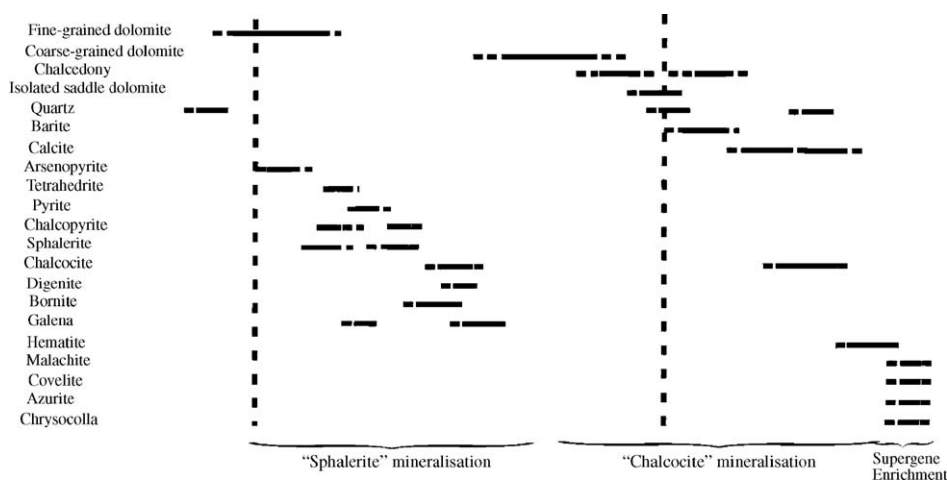 Fine-grained dolomite
Coarse-grained dolomite
Chalcedony
Isolated saddle dolomite
Quartz
Barite
Calcite
Arsenopyrite
Tetrahedrite
Pyrite
Chalcopyrite
Sphalerite
Chalcocite
Digenite
Bornite
Galena
Hematite
Malachite
Covelite
Azurite
Chrysocolla
“Sphalerite” mineralisation
“Chalcocite” mineralisation
Supergene
Enrichment